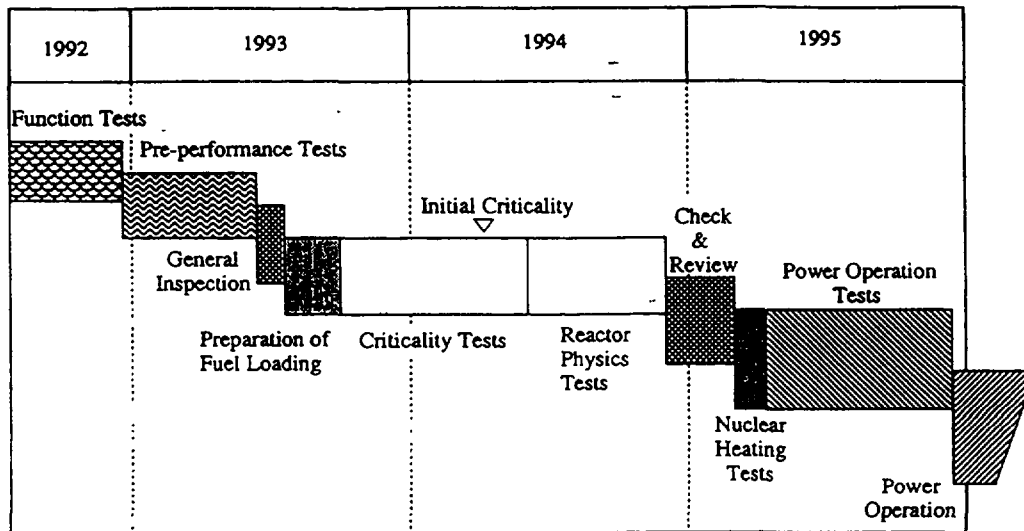 1992
1993
1994
1995
Function Tests
Pre-performance Tests
Initial Criticality
Check
&
Review
General
Inspection
Power Operation
Tests
Preparation of
Fuel Loading
Criticality Tests
Reactor
Physics
Tests
Nuclear
Heating
Tests
Power
Operation